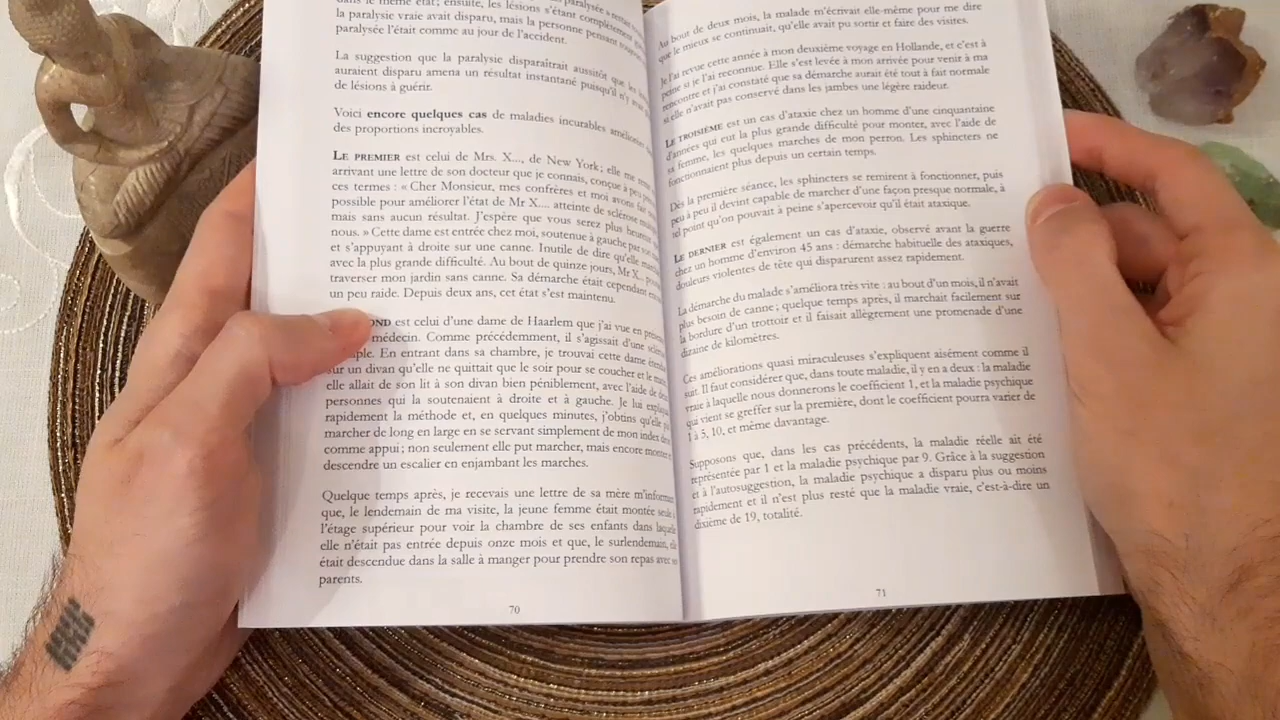 dans le même état ; ensuite, les lésions s'étant complètement
la paralysie vraie avait disparu, mais la personne pensant toujours
paralysée l'était comme au jour de l'accident.
La suggestion que la paralysie disparaîtrait aussitôt que les
auraient disparu amena un résultat instantané puisqu'il n'y avait
de lésions à guérir.
Voici encore quelques cas de maladies incurables améliorées
des proportions incroyables.
LE PREMIER est celui de Mrs. X..., de New York ; elle me
arrivant une lettre de son docteur que je connais, conçue à peu
ces termes : « Cher Monsieur, mes confrères et moi avons fait
possible pour améliorer l'état de Mr X.... atteinte de sclérose
mais sans aucun résultat. J'espère que vous serez plus heureux
nous. » Cette dame est entrée chez moi, soutenue à gauche par son
et s'appuyant à droite sur une canne. Inutile de dire qu'elle marchait
avec la plus grande difficulté. Au bout de quinze jours, Mr X...
traverser mon jardin sans canne. Sa démarche était cependant
un peu raide. Depuis deux ans, cet état s'est maintenu.
est celui d'une dame de Haarlem que j'ai vue en
médecin. Comme précédemment, il s'agissait d'une
En entrant dans sa chambre, je trouvai cette dame
sur un divan qu'elle ne quittait que le soir pour se coucher et le
elle allait de son lit à son divan bien péniblement, avec l'aide de
personnes qui la soutenaient à droite et à gauche. Je lui
rapidement la méthode et, en quelques minutes, j'obtins qu'elle
marcher de long en large en se servant simplement de mon index
comme appui ; non seulement elle put marcher, mais encore monter
descendre un escalier en enjambant les marches.
Quelque temps après, je recevais une lettre de sa mère m'informant
que, le lendemain de ma visite, la jeune femme était montée seule à
l'étage supérieur pour voir la chambre de ses enfants dans laquelle
elle n'était pas entrée depuis onze mois et que, le surlendemain,
était descendue dans la salle à manger pour prendre son repas avec
parents.
70
Au bout de deux mois, la malade m'écrivait elle-même pour me dire
que le mieux se continuait, qu'elle avait pu sortir et faire des visites.
Je l'ai revue cette année à mon deuxième voyage en Hollande, et c'est à
peine si je l'ai reconnue. Elle s'est levée à mon arrivée pour venir à ma
rencontre et j'ai constaté que sa démarche aurait été tout à fait normale
si elle n'avait pas conservé dans les jambes une légère raideur.
LE TROISIÈME est un cas d'ataxie chez un homme d'une cinquantaine
d'années qui eut la plus grande difficulté pour monter, avec l'aide de
sa femme, les quelques marches de mon perron. Les sphincters ne
fonctionnaient plus depuis un certain temps.
Dès la première séance, les sphincters se remirent à fonctionner, puis
peu à peu il devint capable de marcher d'une façon presque normale, à
tel point qu'on pouvait à peine s'apercevoir qu'il était ataxique.
LE DERNIER est également un cas d'ataxie, observé avant la guerre
chez un homme d'environ 45 ans : démarche habituelle des ataxiques,
douleurs violentes de tête qui disparurent assez rapidement.
La démarche du malade s'améliora très vite : au bout d'un mois, il n'avait
plus besoin de canne ; quelque temps après, il marchait facilement sur
la bordure d'un trottoir et il faisait allègrement une promenade d'une
dizaine de kilomètres.
Ces améliorations quasi miraculeuses s'expliquent aisément comme il
suit. Il faut considérer que, dans toute maladie, il y en a deux : la maladie
vraie à laquelle nous donnerons le coefficient 1, et la maladie psychique
qui vient se greffer sur la première, dont le coefficient pourra varier de
1 à 5, 10, et même davantage.
Supposons que, dans les cas précédents, la maladie réelle ait été
représentée par 1 et la maladie psychique par 9. Grâce à la suggestion
et à l'autosuggestion, la maladie psychique a disparu plus ou moins
rapidement et il n'est plus resté que la maladie vraie, c'est-à-dire un
dixième de 19, totalité.
71